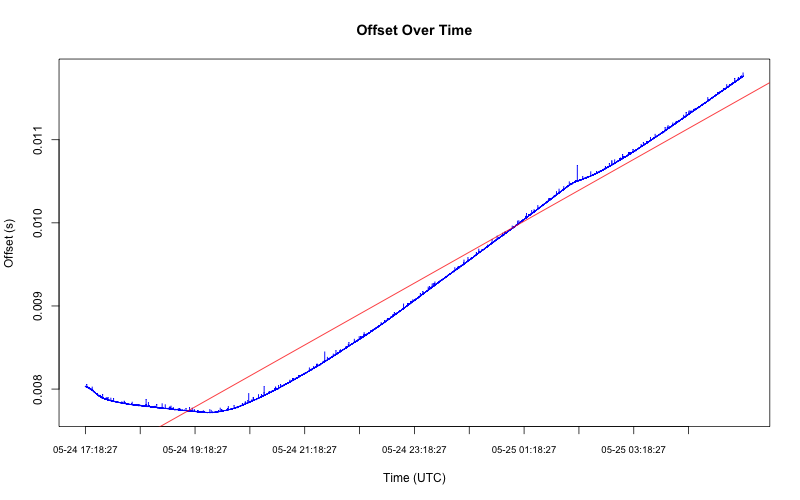 Offset Over Time
Offset (s)
0.011
0.010
0.009
0.008
05-24 17:18:27 05-24 19:18:27 05-24 21:18:27 05-24 23:18:27 05-25 01:18:27 05-25 03:18:27
Time (UTC)